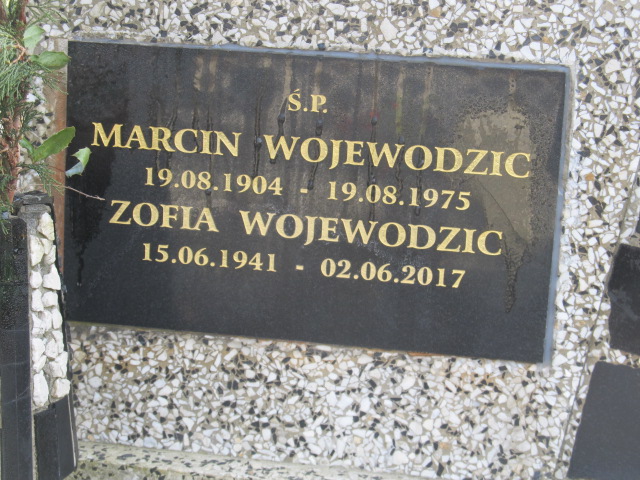 Ś.P.
MARCIN WOJEWODZIC
19.08.1904 - 19.08.1975
ZOFIA WOJEWODZIC
15.06.1941 - 02.06.2017